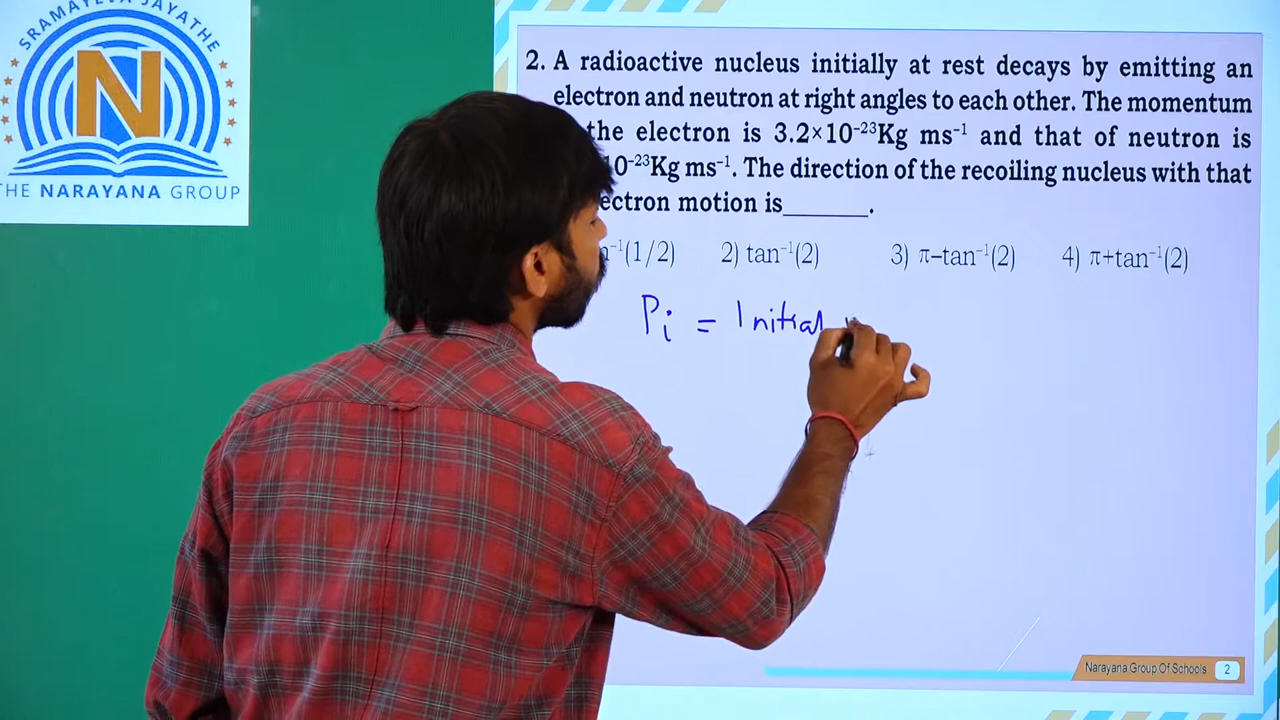 SRAMAYEVA JAYATHE
N
THE NARAYANA GROUP
2. A radioactive nucleus initially at rest decays by emitting an
electron and neutron at right angles to each other. The momentum
the electron is 3.2×10⁻²³Kg ms⁻¹ and that of neutron is
0⁻²³Kg ms⁻¹. The direction of the recoiling nucleus with that
ectron motion is______.
n⁻¹(1/2) 2) tan⁻¹(2) 3) π–tan⁻¹(2) 4) π+tan⁻¹(2)
Pi = Initial
Narayana Group Of Schools 2